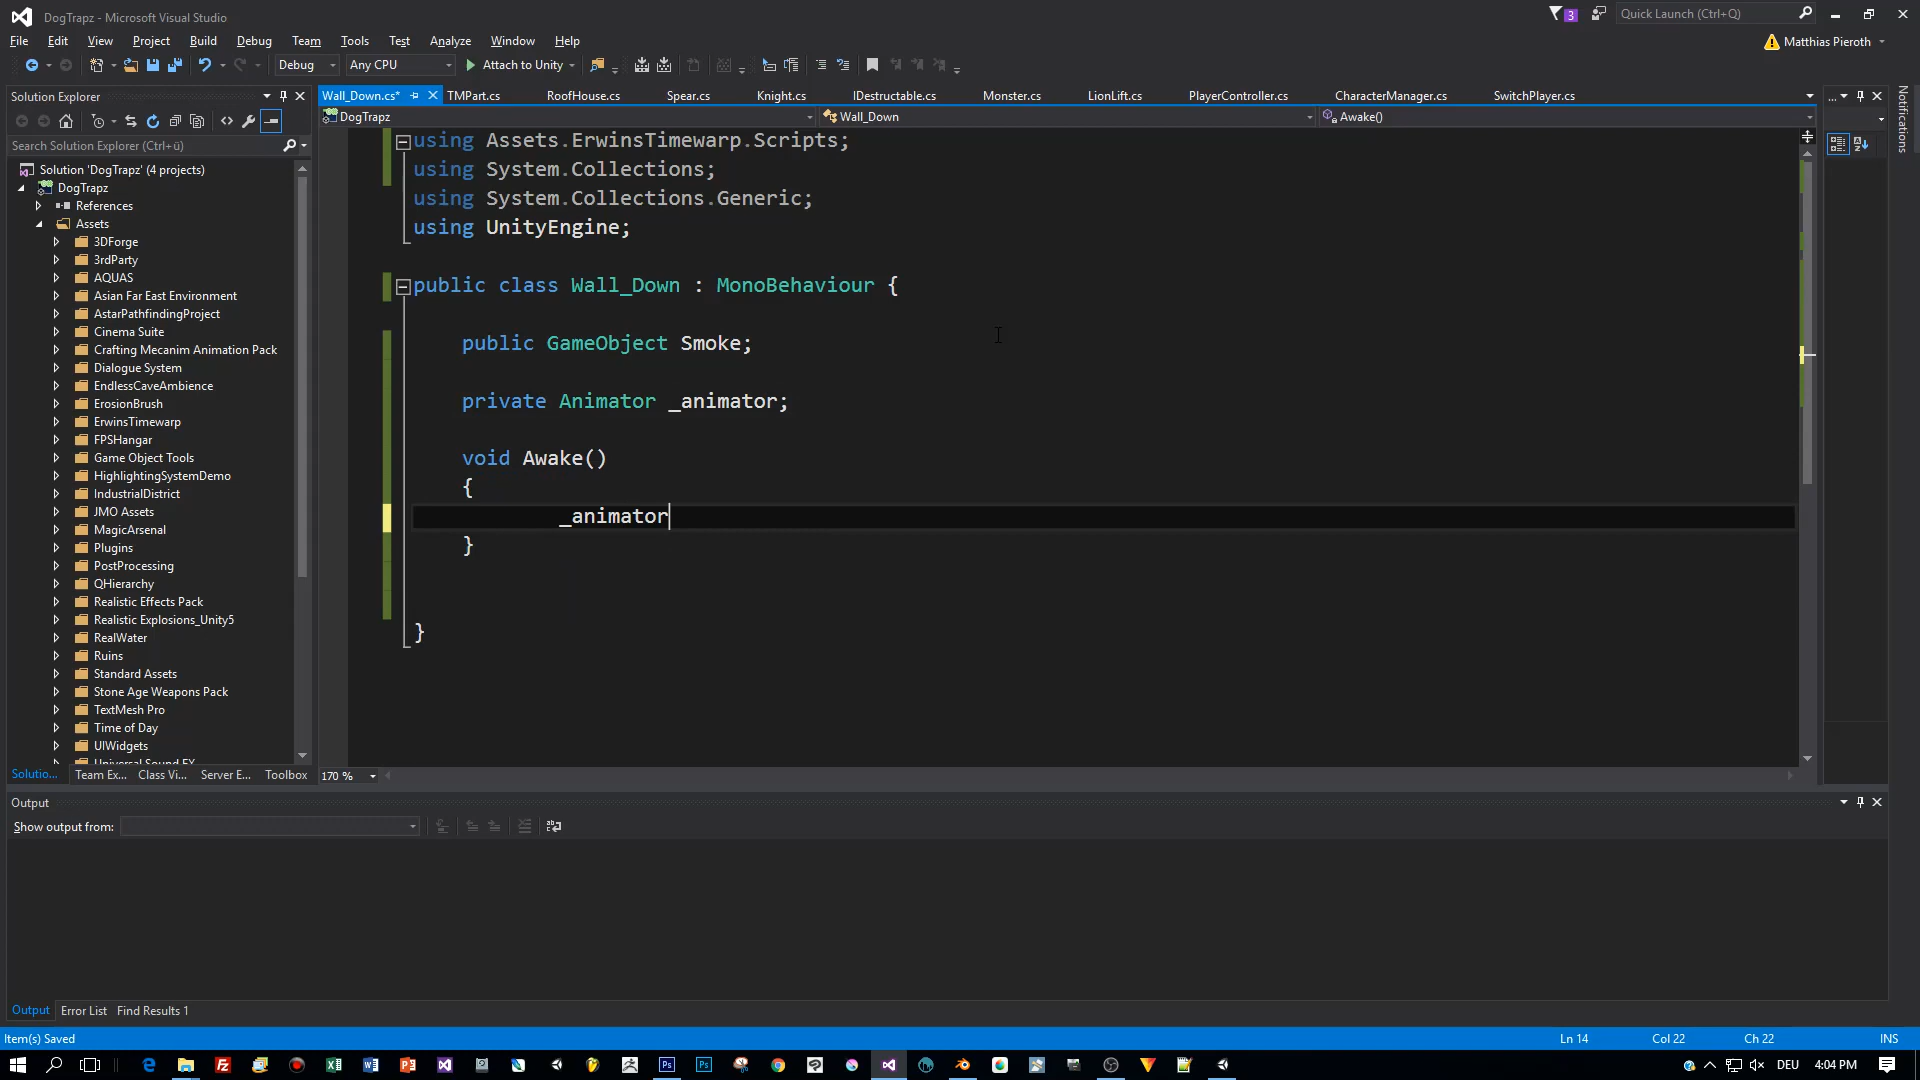 DogTrapz - Microsoft Visual Studio
3
Quick Launch (Ctrl+Q)
File Edit View Project Build Debug Team Tools Test Analyze Window Help
Matthias Pieroth
Debug Any CPU Attach to Unity
Solution Explorer
Wall_Down.cs* TMPart.cs RoofHouse.cs Spear.cs Knight.cs IDestructable.cs Monster.cs LionLift.cs PlayerController.cs CharacterManager.cs SwitchPlayer.cs
...
Notifications
DogTrapz Wall_Down Awake()
Search Solution Explorer (Ctrl+ü)
Solution 'DogTrapz' (4 projects)
DogTrapz
References
Assets
3DForge
3rdParty
AQUAS
Asian Far East Environment
AstarPathfindingProject
Cinema Suite
Crafting Mecanim Animation Pack
Dialogue System
EndlessCaveAmbience
ErosionBrush
ErwinsTimewarp
FPSHangar
Game Object Tools
HighlightingSystemDemo
IndustrialDistrict
JMO Assets
MagicArsenal
Plugins
PostProcessing
QHierarchy
Realistic Effects Pack
Realistic Explosions_Unity5
RealWater
Ruins
Standard Assets
Stone Age Weapons Pack
TextMesh Pro
Time of Day
UIWidgets
Universal Sound FX
using Assets.ErwinsTimewarp.Scripts;
using System.Collections;
using System.Collections.Generic;
using UnityEngine;
public class Wall_Down : MonoBehaviour {
public GameObject Smoke;
private Animator _animator;
void Awake()
{
_animator
}
}
Solutio... Team Ex... Class Vi... Server E... Toolbox
170 %
Output
Show output from:
Output Error List Find Results 1
Item(s) Saved
Ln 14 Col 22 Ch 22 INS
DEU 4:04 PM